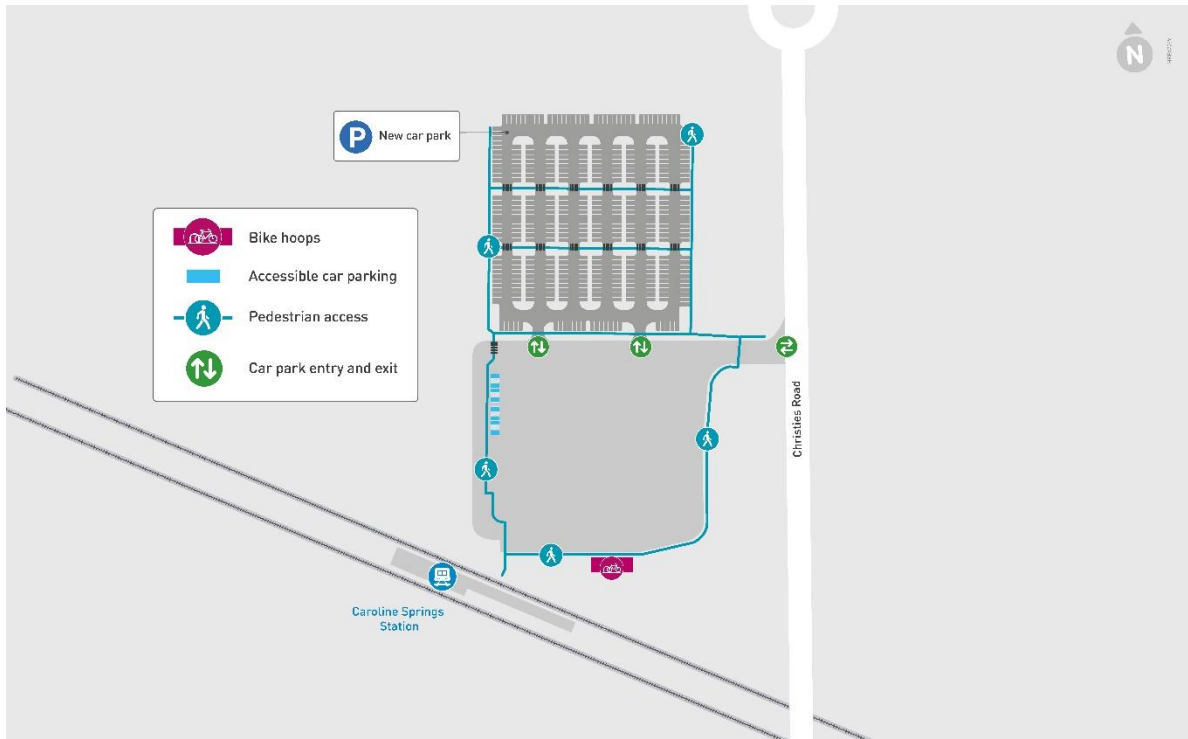 N
P New car park
Bike hoops
Accessible car parking
Pedestrian access
Car park entry and exit
Christies Road
Caroline Springs
Station